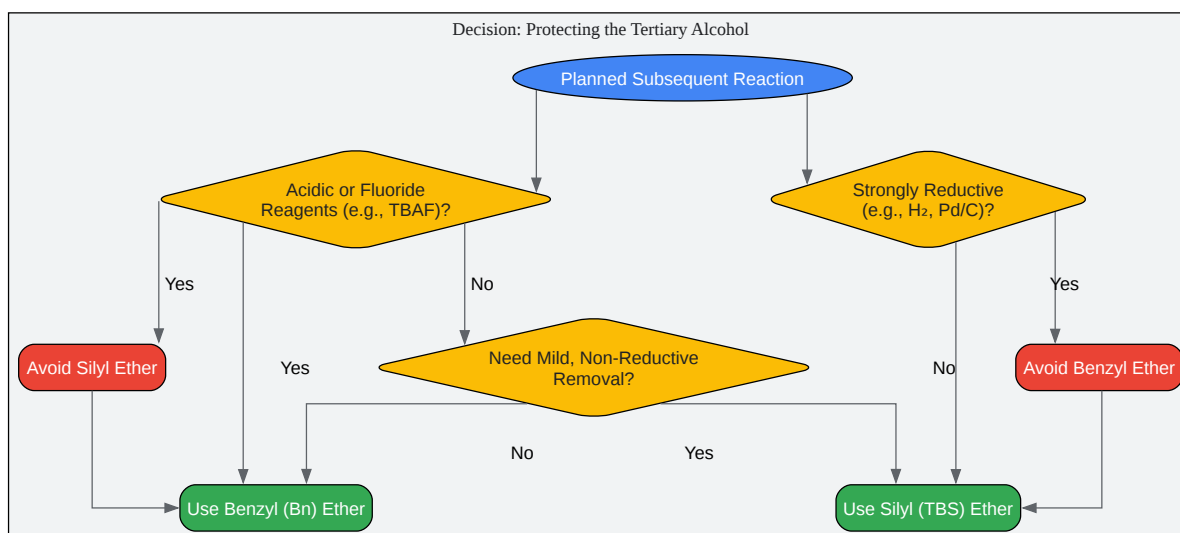 Decision: Protecting the Tertiary Alcohol
Planned Subsequent Reaction
Acidic or Fluoride
Reagents (e.g., TBAF)?
Strongly Reductive
(e.g., H₂, Pd/C)?
Yes
No
Yes
Avoid Silyl Ether
Yes
Need Mild, Non-Reductive
Removal?
No
Avoid Benzyl Ether
No
Yes
Use Benzyl (Bn) Ether
Use Silyl (TBS) Ether